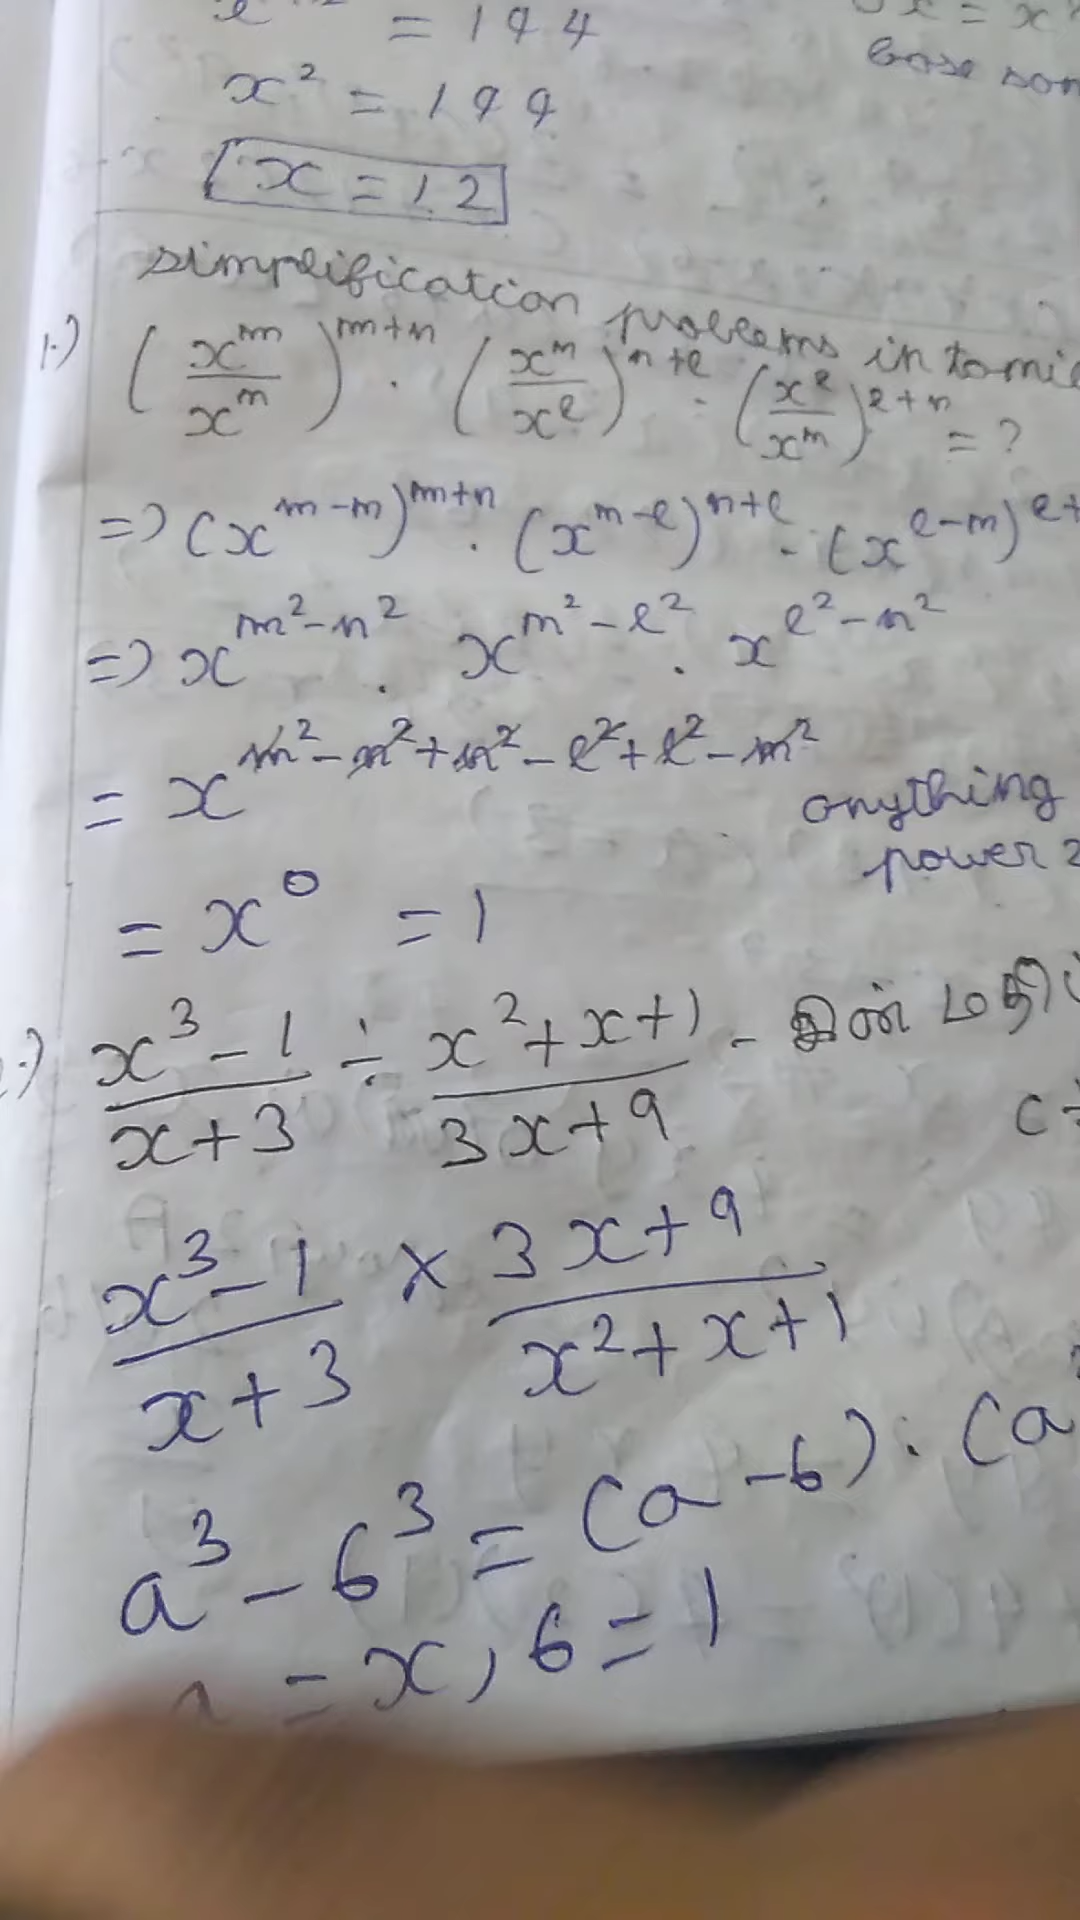 = 144
x² = 144
x = 12
base
simplification problems in
1.) (x^m/x^n)^m+n . (x^n/x^l)^n+l . (x^l/x^m)^l+n = ?
=> (x^m-n)^m+n . (x^n-l)^n+l . (x^l-m)^l+
=> x^m²-n² . x^m²-l² . x^l²-n²
= x^m²-n²+n²-l²+l²-m²
anything
power
= x⁰ = 1
x³-1/x+3 ÷ x²+x+1/3x+9 - இன்
x³-1/x+3 × 3x+9/x²+x+1
a³-b³ = (a-b) . (a
= x, b = 1